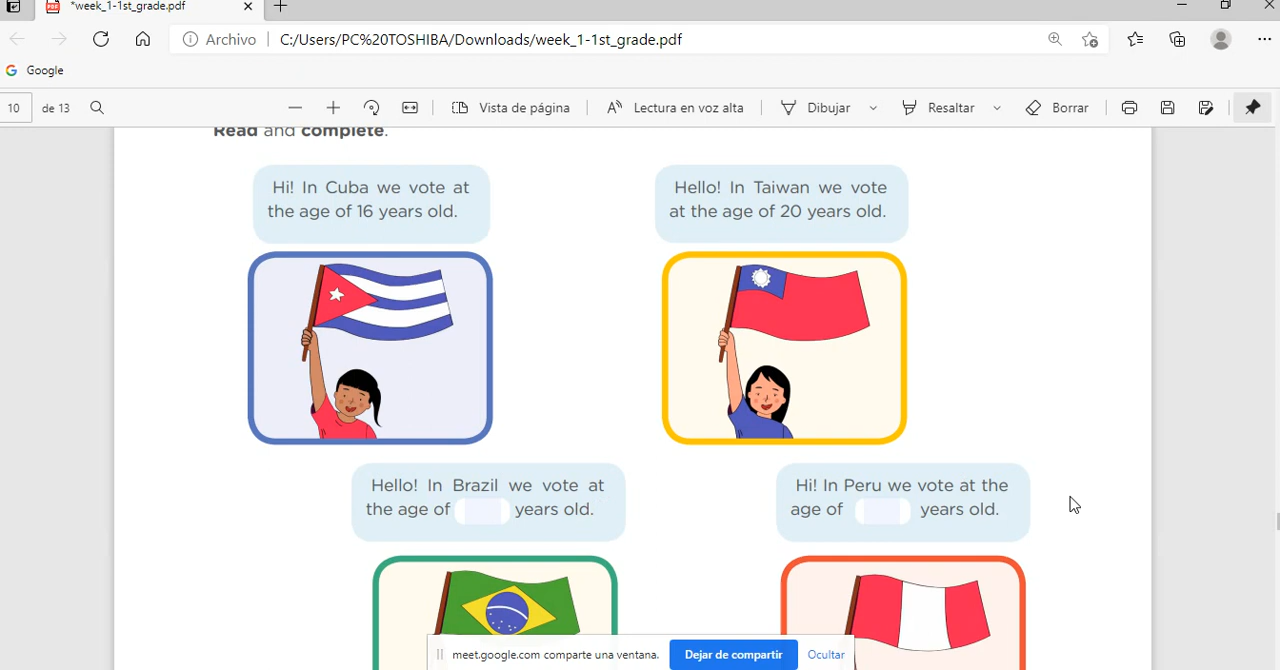 *week_1-1st_grade.pdf
Archivo C:/Users/PC%20TOSHIBA/Downloads/week_1-1st_grade.pdf
Google
10 de 13 Vista de página Lectura en voz alta Dibujar Resaltar Borrar
Read and complete.
Hi! In Cuba we vote at
the age of 16 years old.
Hello! In Taiwan we vote
at the age of 20 years old.
Hello! In Brazil we vote at
the age of years old.
Hi! In Peru we vote at the
age of years old.
meet.google.com comparte una ventana. Dejar de compartir Ocultar